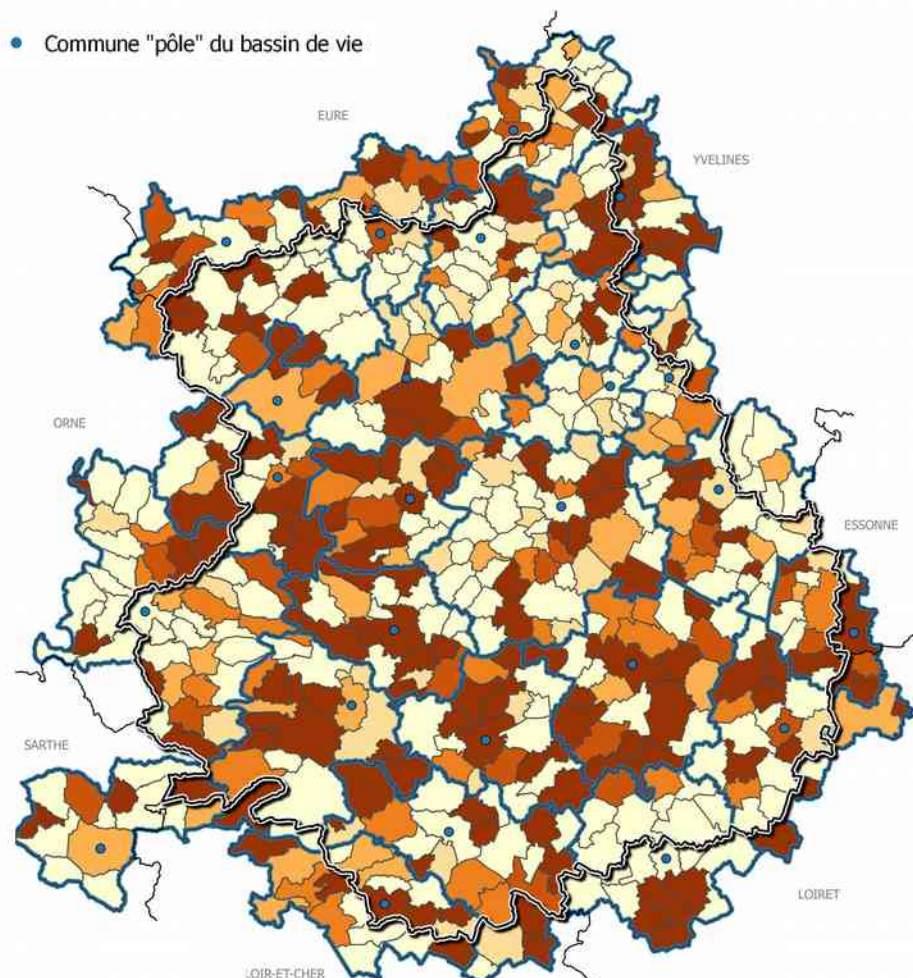 Commune "pôle" du bassin de vie
EURE
YVELINES
ORNE
ESSONNE
SARTHE
LOIRET
LOIR-ET-CHER